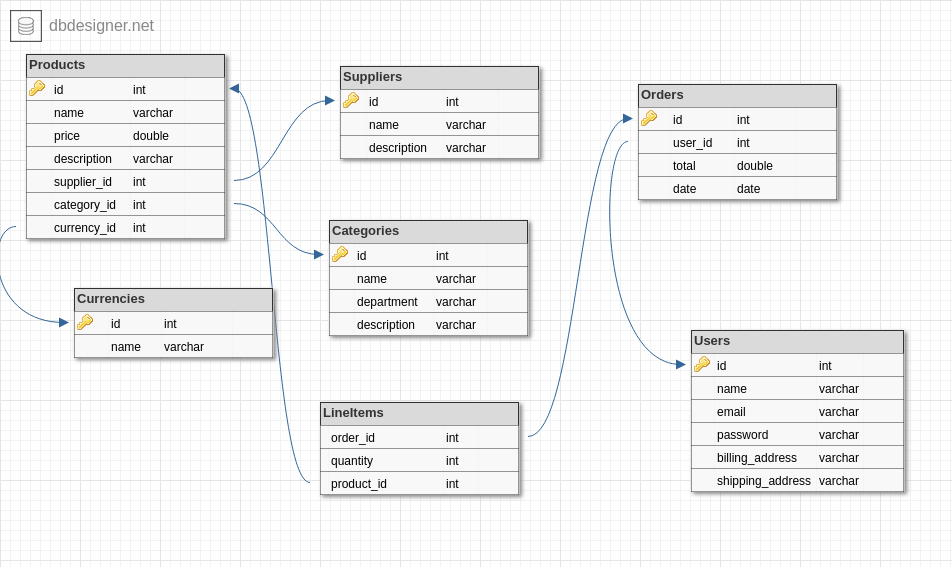 dbdesigner.net
Products
id int
name varchar
price double
description varchar
supplier_id int
category_id int
currency_id int
Suppliers
id int
name varchar
description varchar
Orders
id int
user_id int
total double
date date
Categories
id int
name varchar
department varchar
description varchar
Currencies
id int
name varchar
Users
id int
name varchar
email varchar
password varchar
billing_address varchar
shipping_address varchar
LineItems
order_id int
quantity int
product_id int